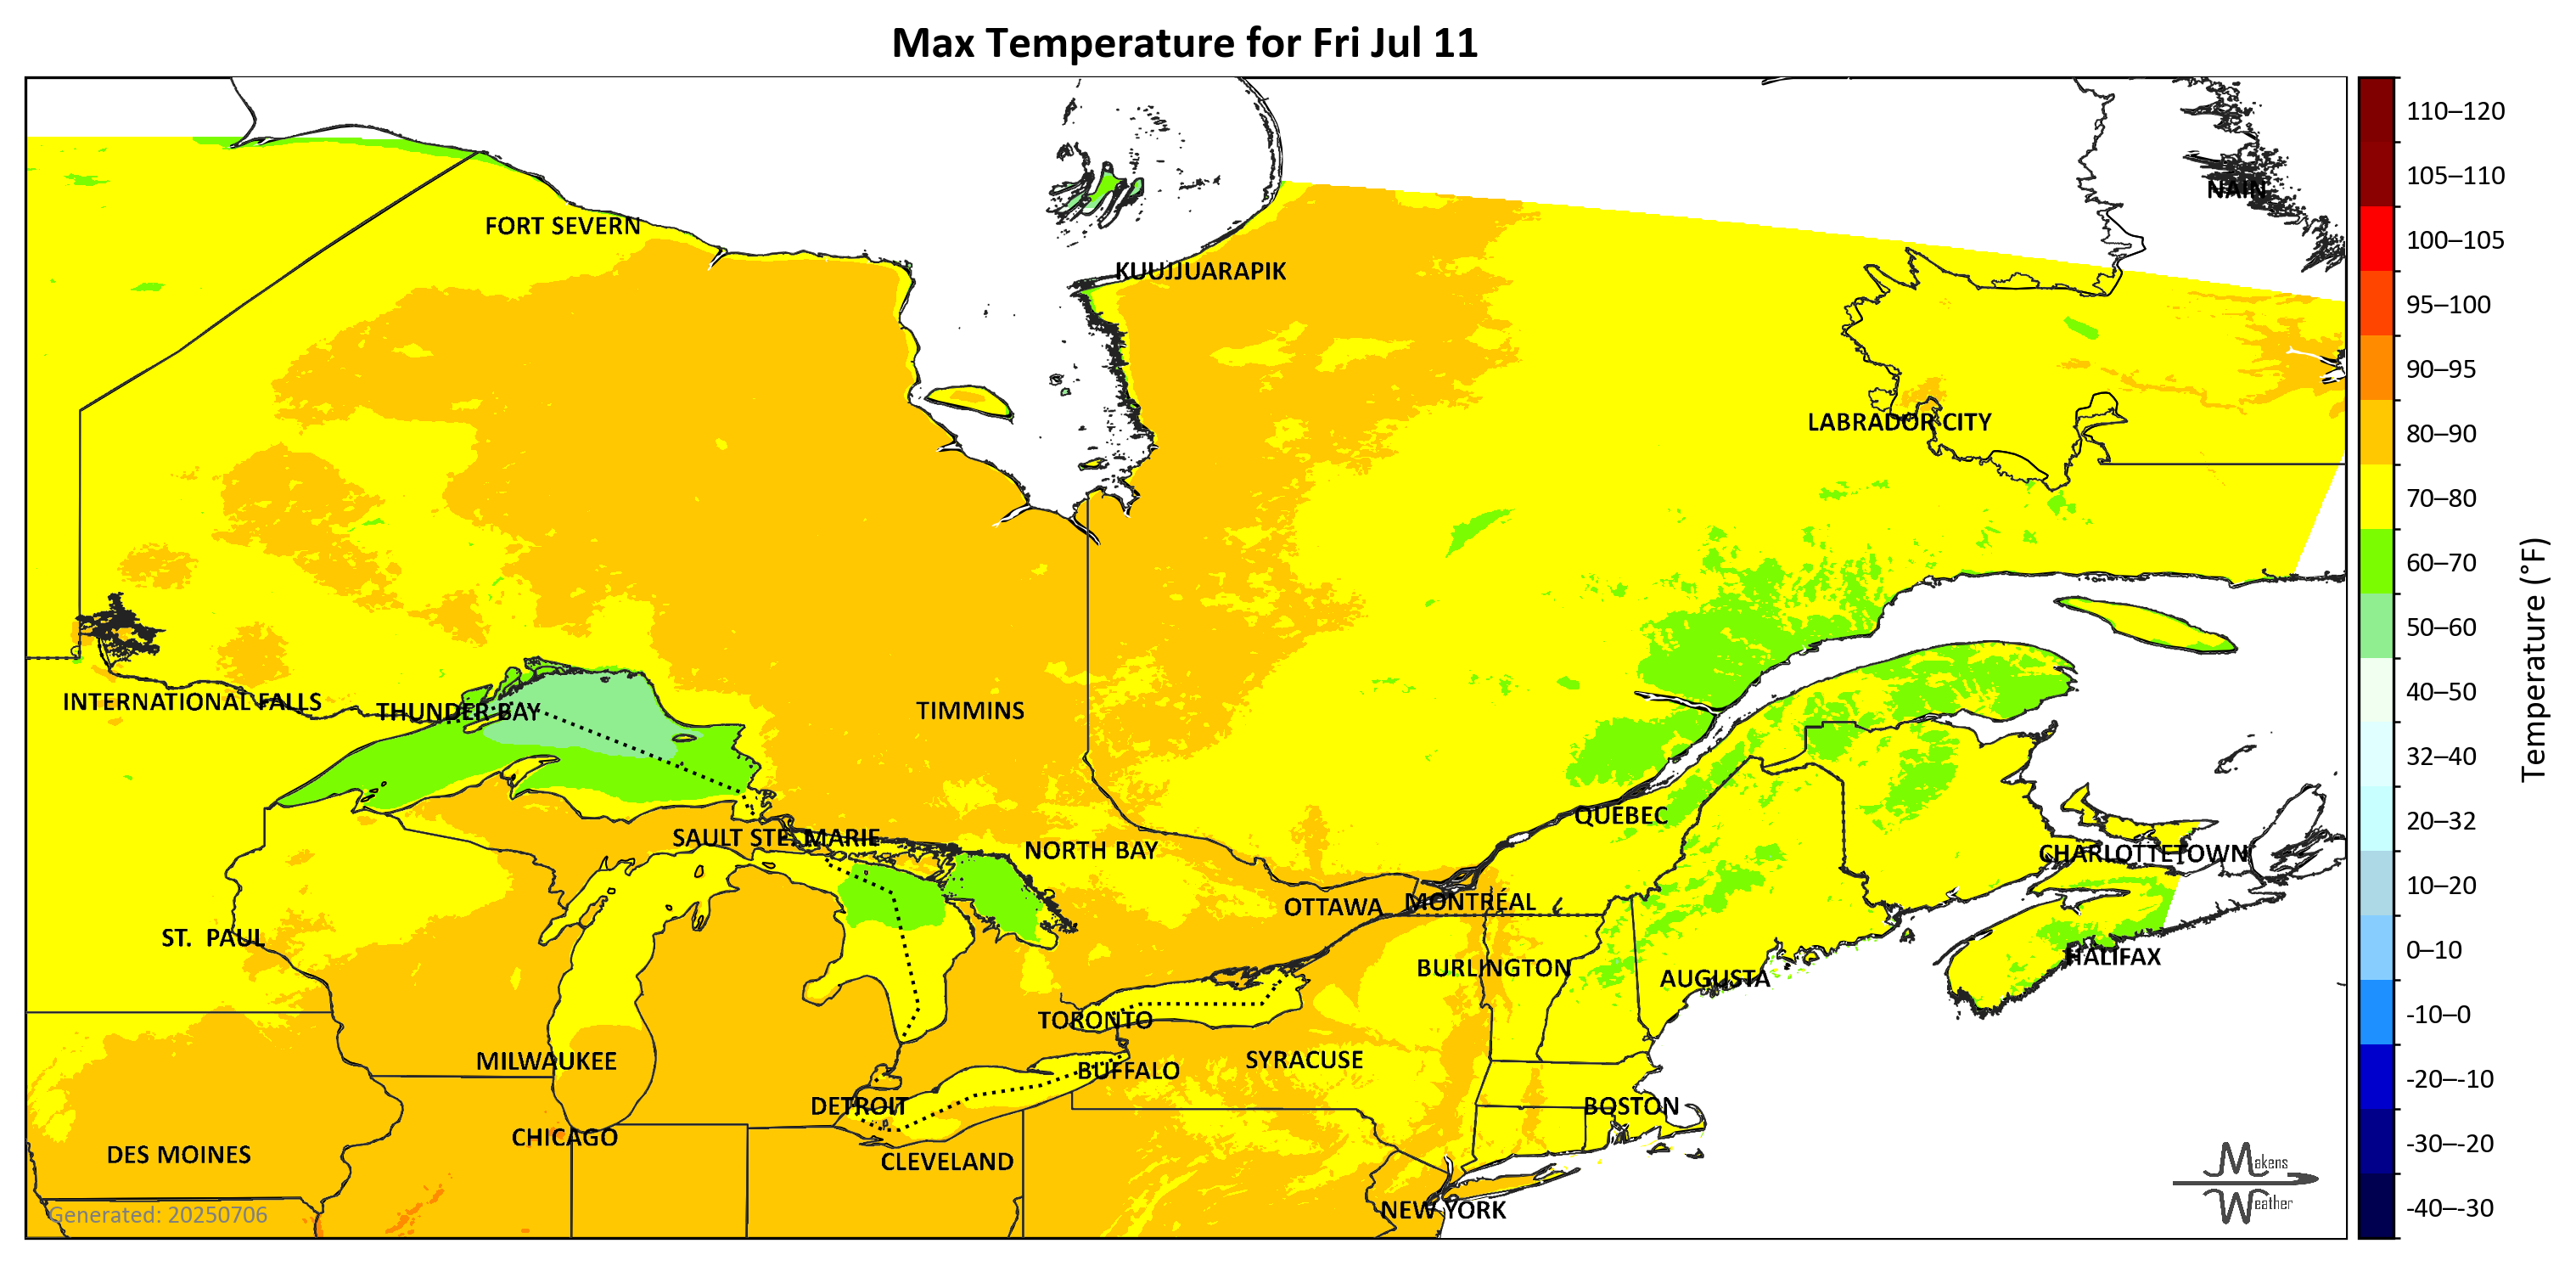 Max Temperature for Fri Jul 11
110–120
105–110
NAIN
FORT SEVERN
100–105
KUUJJUARAPIK
95–100
90–95
LABRADOR CITY
80–90
70–80
60–70
50–60
Temperature (°F)
INTERNATIONAL FALLS
THUNDER BAY
TIMMINS
40–50
32–40
QUÉBEC
20–32
SAULT STE. MARIE
NORTH BAY
CHARLOTTETOWN
10–20
OTTAWA
MONTRÉAL
ST. PAUL
0–10
HALIFAX
BURLINGTON
AUGUSTA
TORONTO
-10–0
MILWAUKEE
SYRACUSE
BUFFALO
-20–-10
DETROIT
BOSTON
CHICAGO
-30–-20
DES MOINES
CLEVELAND
Makens
Weather
NEW YORK
-40–-30
Generated: 20250706